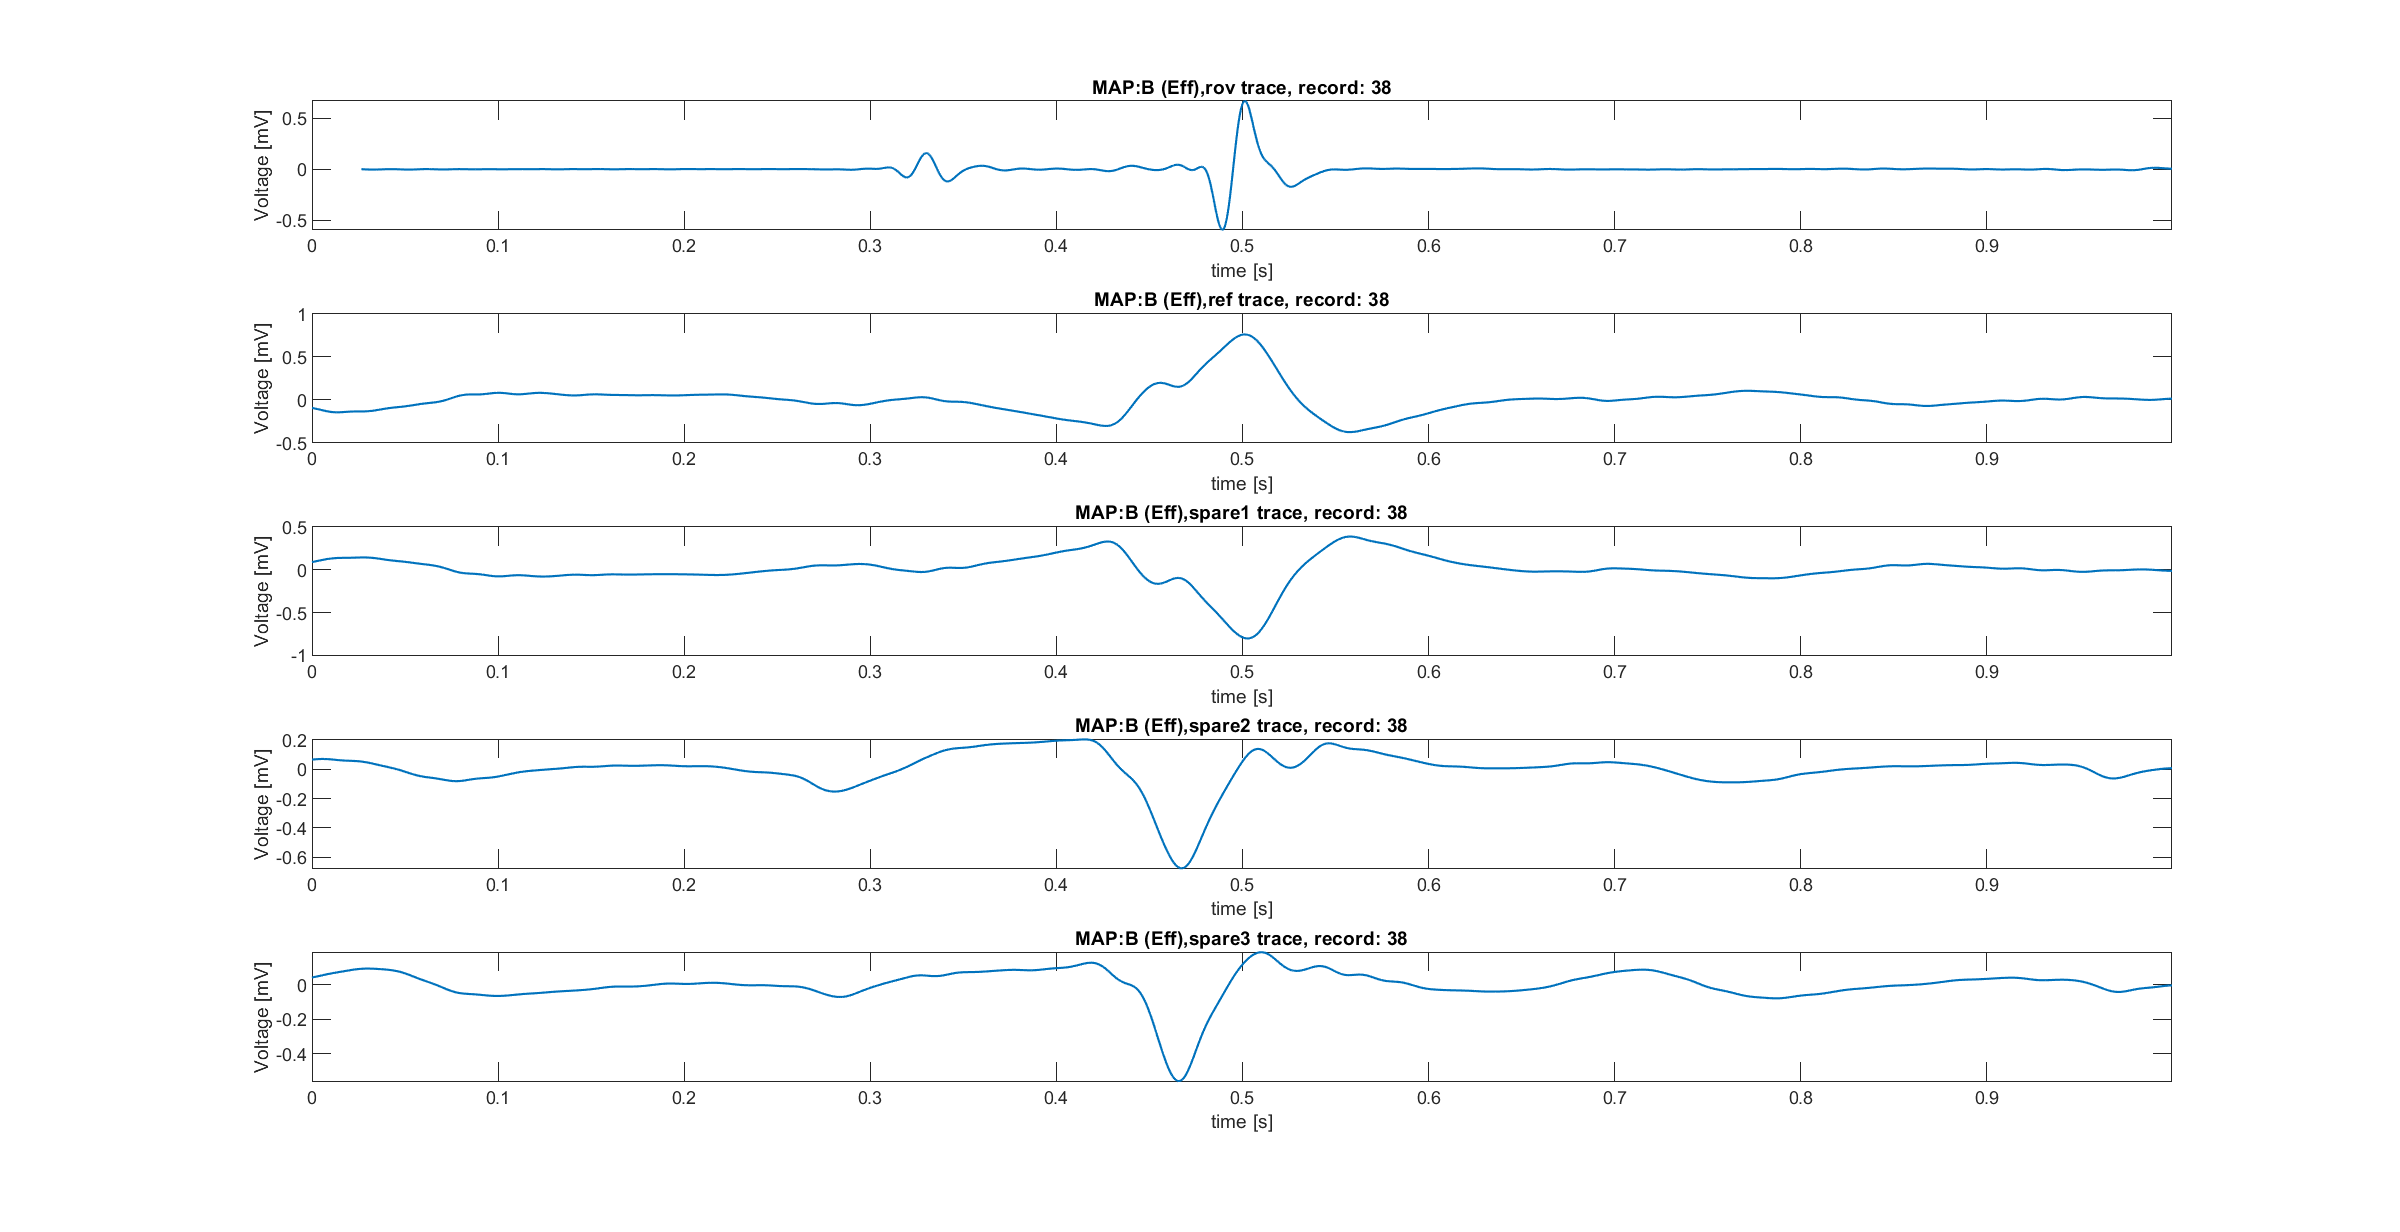 MAP:B (Eff),rov trace, record: 38
Voltage [mV]
0.5
0
-0.5
0 0.1 0.2 0.3 0.4 0.5 0.6 0.7 0.8 0.9
time [s]
MAP:B (Eff),ref trace, record: 38
Voltage [mV]
1
0.5
0
-0.5
0 0.1 0.2 0.3 0.4 0.5 0.6 0.7 0.8 0.9
time [s]
MAP:B (Eff),spare1 trace, record: 38
Voltage [mV]
0.5
0
-0.5
-1
0 0.1 0.2 0.3 0.4 0.5 0.6 0.7 0.8 0.9
time [s]
MAP:B (Eff),spare2 trace, record: 38
Voltage [mV]
0.2
0
-0.2
-0.4
-0.6
0 0.1 0.2 0.3 0.4 0.5 0.6 0.7 0.8 0.9
time [s]
MAP:B (Eff),spare3 trace, record: 38
Voltage [mV]
0
-0.2
-0.4
0 0.1 0.2 0.3 0.4 0.5 0.6 0.7 0.8 0.9
time [s]